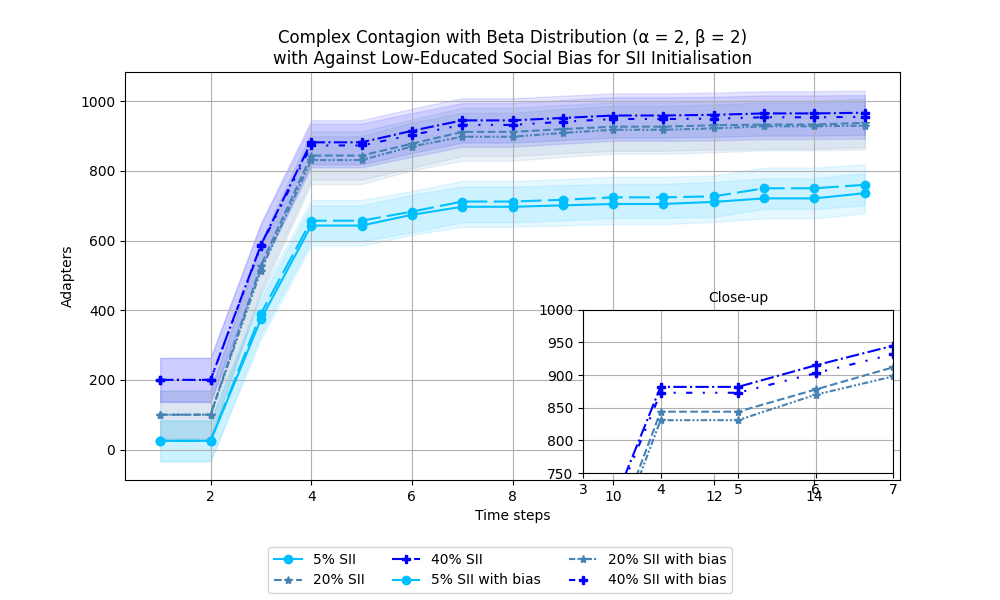 Complex Contagion with Beta Distribution (α = 2, β = 2)
with Against Low-Educated Social Bias for SII Initialisation
Adapters
1000
800
600
400
200
0
2 4 6 8 10 12 14
Time steps
Close-up
1000
950
900
850
800
750
3 4 5 6 7
5% SII 40% SII 20% SII with bias
20% SII 5% SII with bias 40% SII with bias